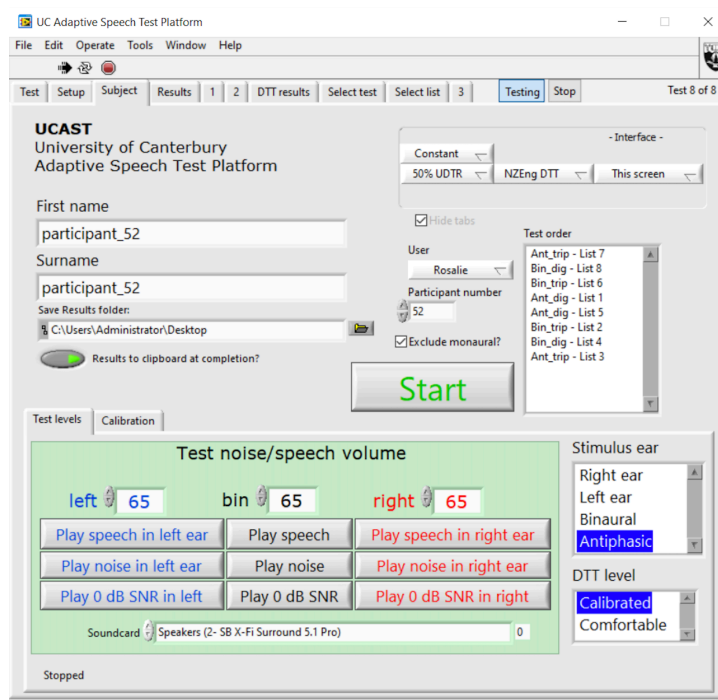 UC Adaptive Speech Test Platform
File Edit Operate Tools Window Help
Test Setup Subject Results 1 2 DTT results Select test Select list 3 Testing Stop Test 8 of 8
UCAST
University of Canterbury
Adaptive Speech Test Platform
- Interface -
Constant
50% UDTR NZEng DTT This screen
Hide tabs
First name
participant_52
Surname
participant_52
Save Results folder:
C:\Users\Administrator\Desktop
Results to clipboard at completion?
User
Rosalie
Participant number
52
Exclude monaural?
Test order
Ant_trip - List 7
Bin_dig - List 8
Bin_trip - List 6
Ant_dig - List 1
Ant_dig - List 5
Bin_trip - List 2
Bin_dig - List 4
Ant_trip - List 3
Start
Test levels Calibration
Test noise/speech volume
left 65 bin 65 right 65
Play speech in left ear Play speech Play speech in right ear
Play noise in left ear Play noise Play noise in right ear
Play 0 dB SNR in left Play 0 dB SNR Play 0 dB SNR in right
Soundcard Speakers (2- SB X-Fi Surround 5.1 Pro) 0
Stimulus ear
Right ear
Left ear
Binaural
Antiphasic
DTT level
Calibrated
Comfortable
Stopped